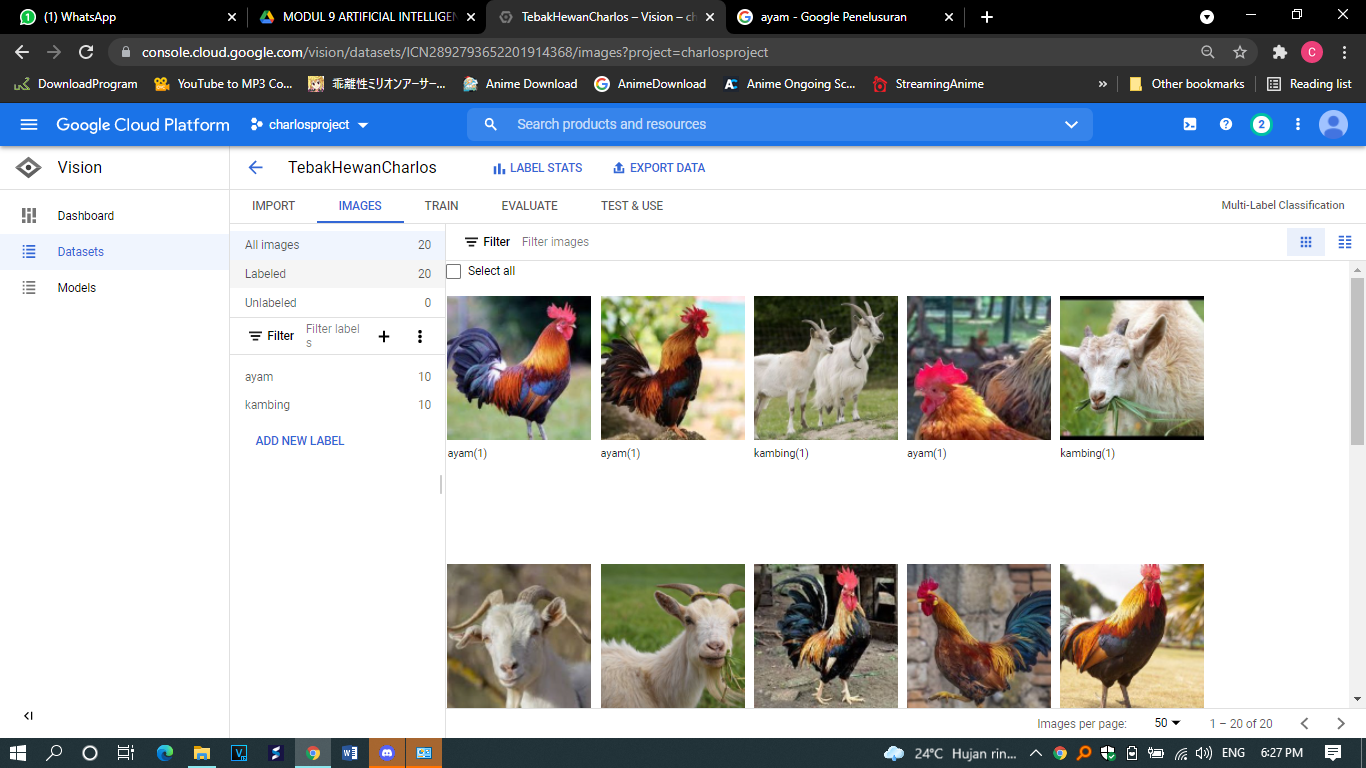 (1) WhatsApp
MODUL 9 ARTIFICIAL INTELLIGEN
TebakHewanCharlos – Vision – ch
ayam - Google Penelusuran
console.cloud.google.com/vision/datasets/ICN2892793652201914368/images?project=charlosproject
DownloadProgram
YouTube to MP3 Co...
乖離性ミリオンアーサー...
Anime Download
AnimeDownload
Anime Ongoing Sc...
StreamingAnime
»
Other bookmarks
Reading list
Google Cloud Platform
charlosproject
Search products and resources
2
Vision
TebakHewanCharlos
LABEL STATS
EXPORT DATA
Dashboard
Datasets
Models
IMPORT
IMAGES
TRAIN
EVALUATE
TEST & USE
Multi-Label Classification
All images 20
Labeled 20
Unlabeled 0
Filter
Filter label
s
ayam 10
kambing 10
ADD NEW LABEL
Filter
Filter images
Select all
ayam(1)
ayam(1)
kambing(1)
ayam(1)
kambing(1)
Images per page: 50
1 – 20 of 20
24°C Hujan rin...
ENG
6:27 PM